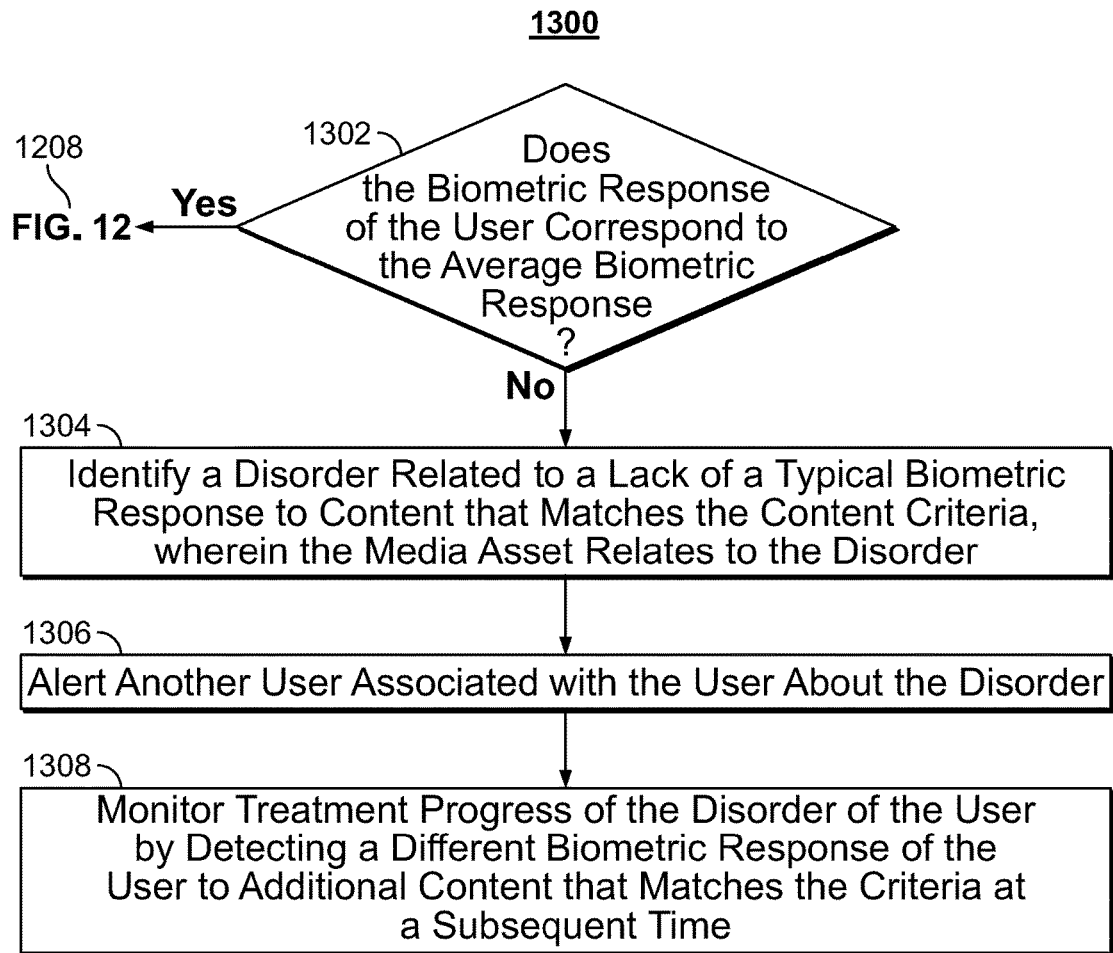 1300
1302
Does
the Biometric Response
of the User Correspond to
the Average Biometric
Response
?
1208
FIG. 12
Yes
No
1304
Identify a Disorder Related to a Lack of a Typical Biometric
Response to Content that Matches the Content Criteria,
wherein the Media Asset Relates to the Disorder
1306
Alert Another User Associated with the User About the Disorder
1308
Monitor Treatment Progress of the Disorder of the User
by Detecting a Different Biometric Response of the
User to Additional Content that Matches the Criteria at
a Subsequent Time